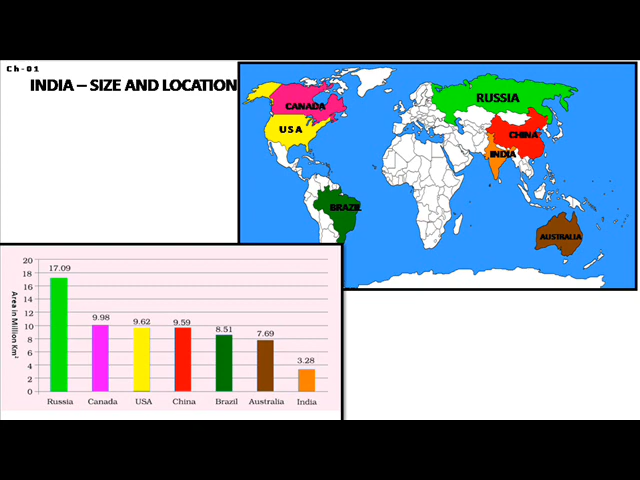 Ch-01
INDIA – SIZE AND LOCATION
CANADA
USA
RUSSIA
CHINA
INDIA
BRAZIL
AUSTRALIA
Area in Million Km²
20
18
16
14
12
10
8
6
4
2
0
17.09
9.98
9.62
9.59
8.51
7.69
3.28
Russia Canada USA China Brazil Australia India